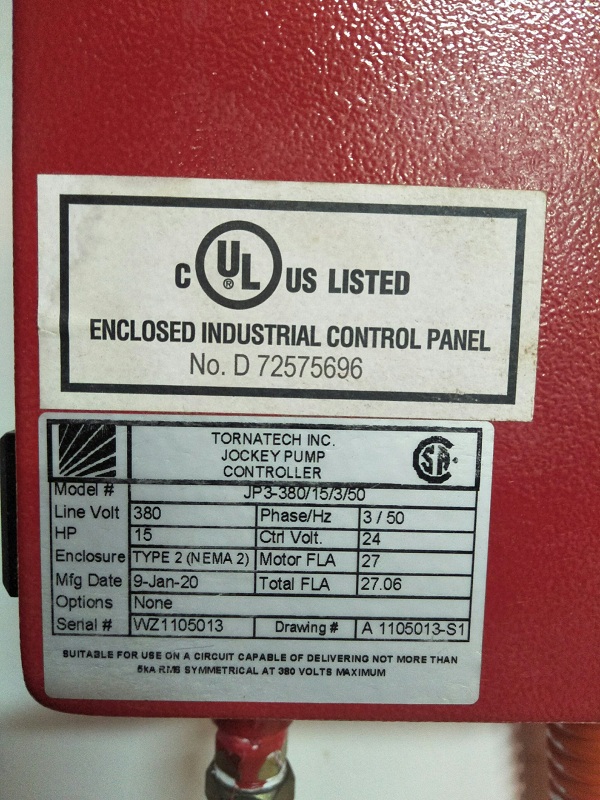 C UL ® US LISTED
ENCLOSED INDUSTRIAL CONTROL PANEL
No. D 72575696
TORNATECH INC.
JOCKEY PUMP
CONTROLLER
SA
Model # JP3-380/15/3/50
Line Volt 380 Phase/Hz 3 / 50
HP 15 Ctrl Volt. 24
Enclosure TYPE 2 (NEMA 2) Motor FLA 27
Mfg Date 9-Jan-20 Total FLA 27.06
Options None
Serial # WZ1105013 Drawing # A 1105013-S1
SUITABLE FOR USE ON A CIRCUIT CAPABLE OF DELIVERING NOT MORE THAN
5kA RMS SYMMETRICAL AT 380 VOLTS MAXIMUM